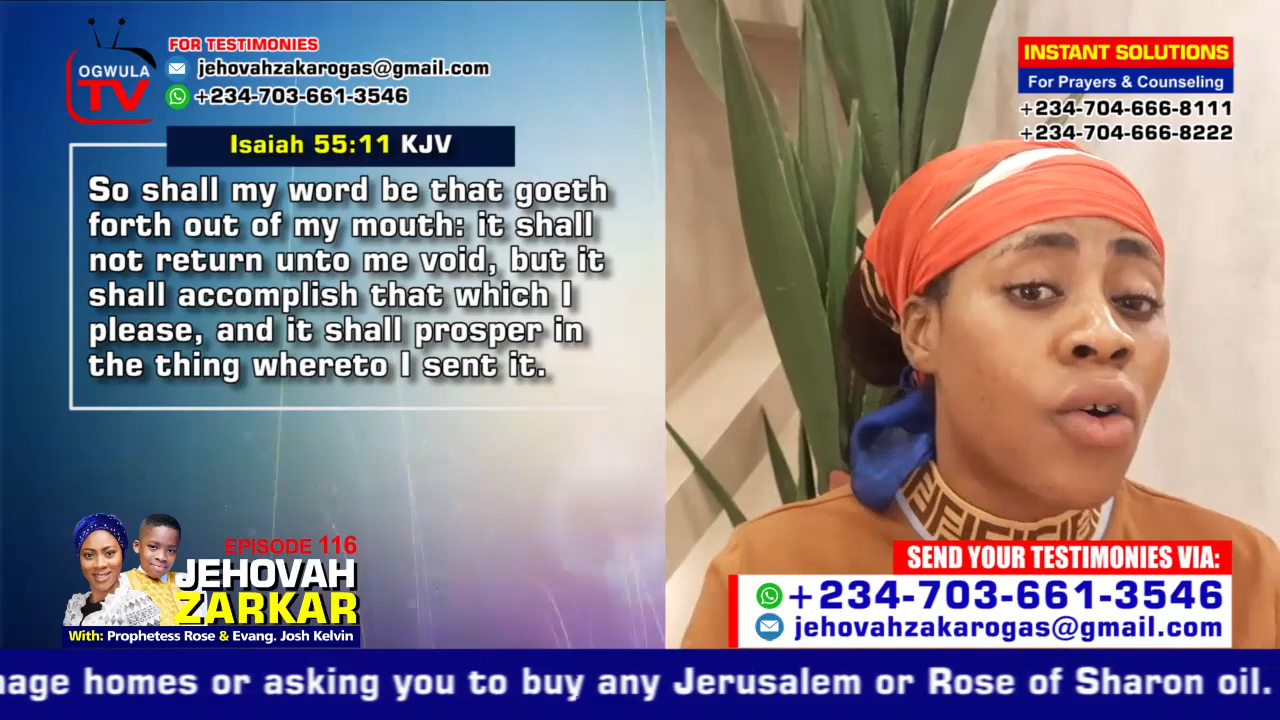 OGWULA
TV
FOR TESTIMONIES
jehovahzakarogas@gmail.com
+234-703-661-3546
INSTANT SOLUTIONS
For Prayers & Counseling
+234-704-666-8111
+234-704-666-8222
Isaiah 55:11 KJV
So shall my word be that goeth
forth out of my mouth: it shall
not return unto me void, but it
shall accomplish that which I
please, and it shall prosper in
the thing whereto I sent it.
EPISODE 116
JEHOVAH
ZARKAR
With: Prophetess Rose & Evang. Josh Kelvin
SEND YOUR TESTIMONIES VIA:
+234-703-661-3546
jehovahzakarogas@gmail.com
homes or asking you to buy any Jerusalem or Rose of Sharon oil.